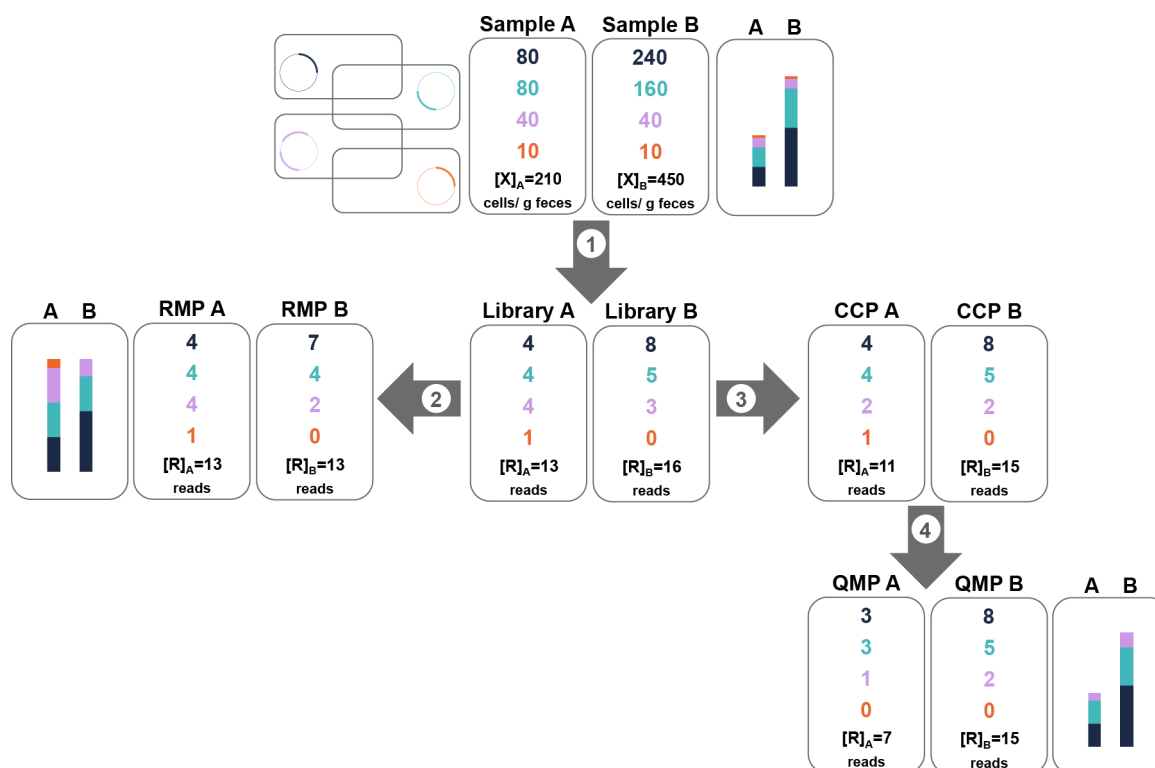 Sample A
Sample B
A
B
80
240
80
160
40
40
10
10
[X]A=210
[X]B=450
cells/ g feces
cells/ g feces
1
A
B
RMP A
RMP B
Library A
Library B
CCP A
CCP B
4
7
4
8
4
8
4
4
4
5
4
5
4
2
4
3
2
2
1
0
1
0
1
0
[R]A=13
[R]B=13
[R]A=13
[R]B=16
[R]A=11
[R]B=15
reads
reads
reads
reads
reads
reads
2
3
4
QMP A
QMP B
A
B
3
8
3
5
1
2
0
0
[R]A=7
[R]B=15
reads
reads